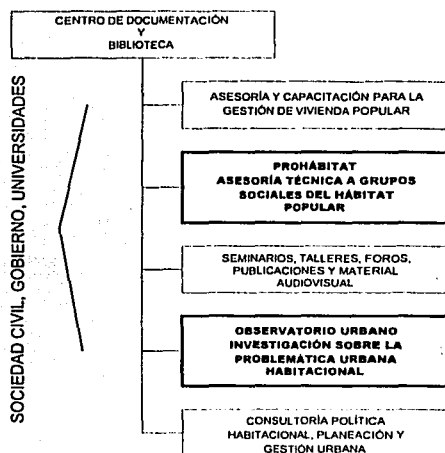 CENTRO DE DOCUMENTACIÓN
Y
BIBLIOTECA
SOCIEDAD CIVIL, GOBIERNO, UNIVERSIDADES
ASESORÍA Y CAPACITACIÓN PARA LA
GESTIÓN DE VIVIENDA POPULAR
PROHÁBITAT
ASESORÍA TÉCNICA A GRUPOS
SOCIALES DEL HÁBITAT
POPULAR
SEMINARIOS, TALLERES, FOROS,
PUBLICACIONES Y MATERIAL
AUDIOVISUAL
OBSERVATORIO URBANO
INVESTIGACIÓN SOBRE LA
PROBLEMÁTICA URBANA
HABITACIONAL
CONSULTORÍA POLÍTICA
HABITACIONAL, PLANEACIÓN Y
GESTIÓN URBANA